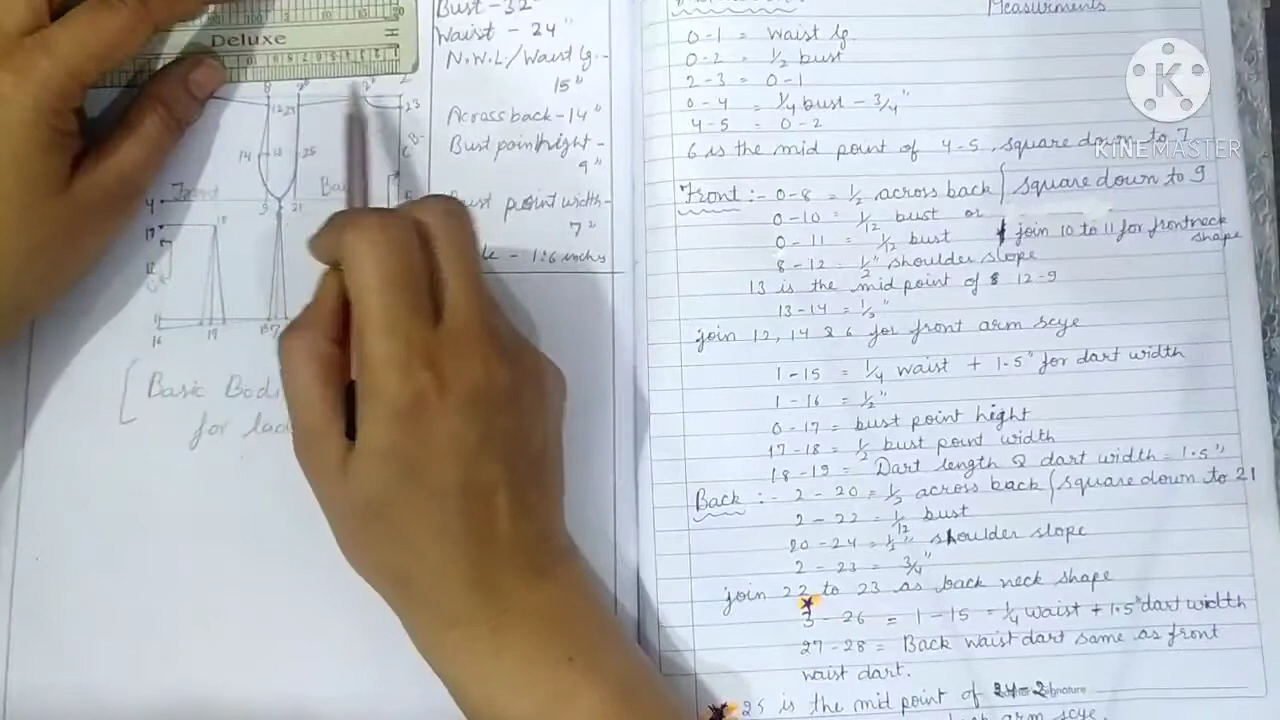 Deluxe
Bust - 32"
Waist - 24"
N.W.L/Waist lg. -
15"
Across back - 14"
Bust point hight -
9"
point width -
7"
- 1:6 inches
Front
[Basic Bodi
for lad
Measurments
0-1 = Waist lg.
0-2 = 1/2 bust
2-3 = 0-1
0-4 = 1/4 bust - 3/4"
4-5 = 0-2
6 is the mid point of 4-5, square down to 7
KINEMASTER
Front :- 0-8 = 1/2 across back (square down to 9
0-10 = 1/12 bust or
0-11 = 1/12 bust join 10 to 11 for front neck
shape
8-12 = 1/2" shoulder slope
13 is the mid point of 12-9
13-14 = 1/2"
join 12, 14 & 6 for front arm scye
1-15 = 1/4 waist + 1.5" for dart width
1-16 = 1/2"
0-17 = bust point hight
17-18 = 1/2 bust point width
18-19 = Dart length & dart width = 1.5"
Back :- 2-20 = 1/2 across back (square down to 21
2-22 = 1/12 bust
20-24 = 1/2" shoulder slope
2-23 = 3/4"
join 22 to 23 as back neck shape
3-26 = 1-15 = 1/4 waist + 1.5" dart width
27-28 = Back waist dart same as front
waist dart.
25 is the mid point of 24-21
arm scye